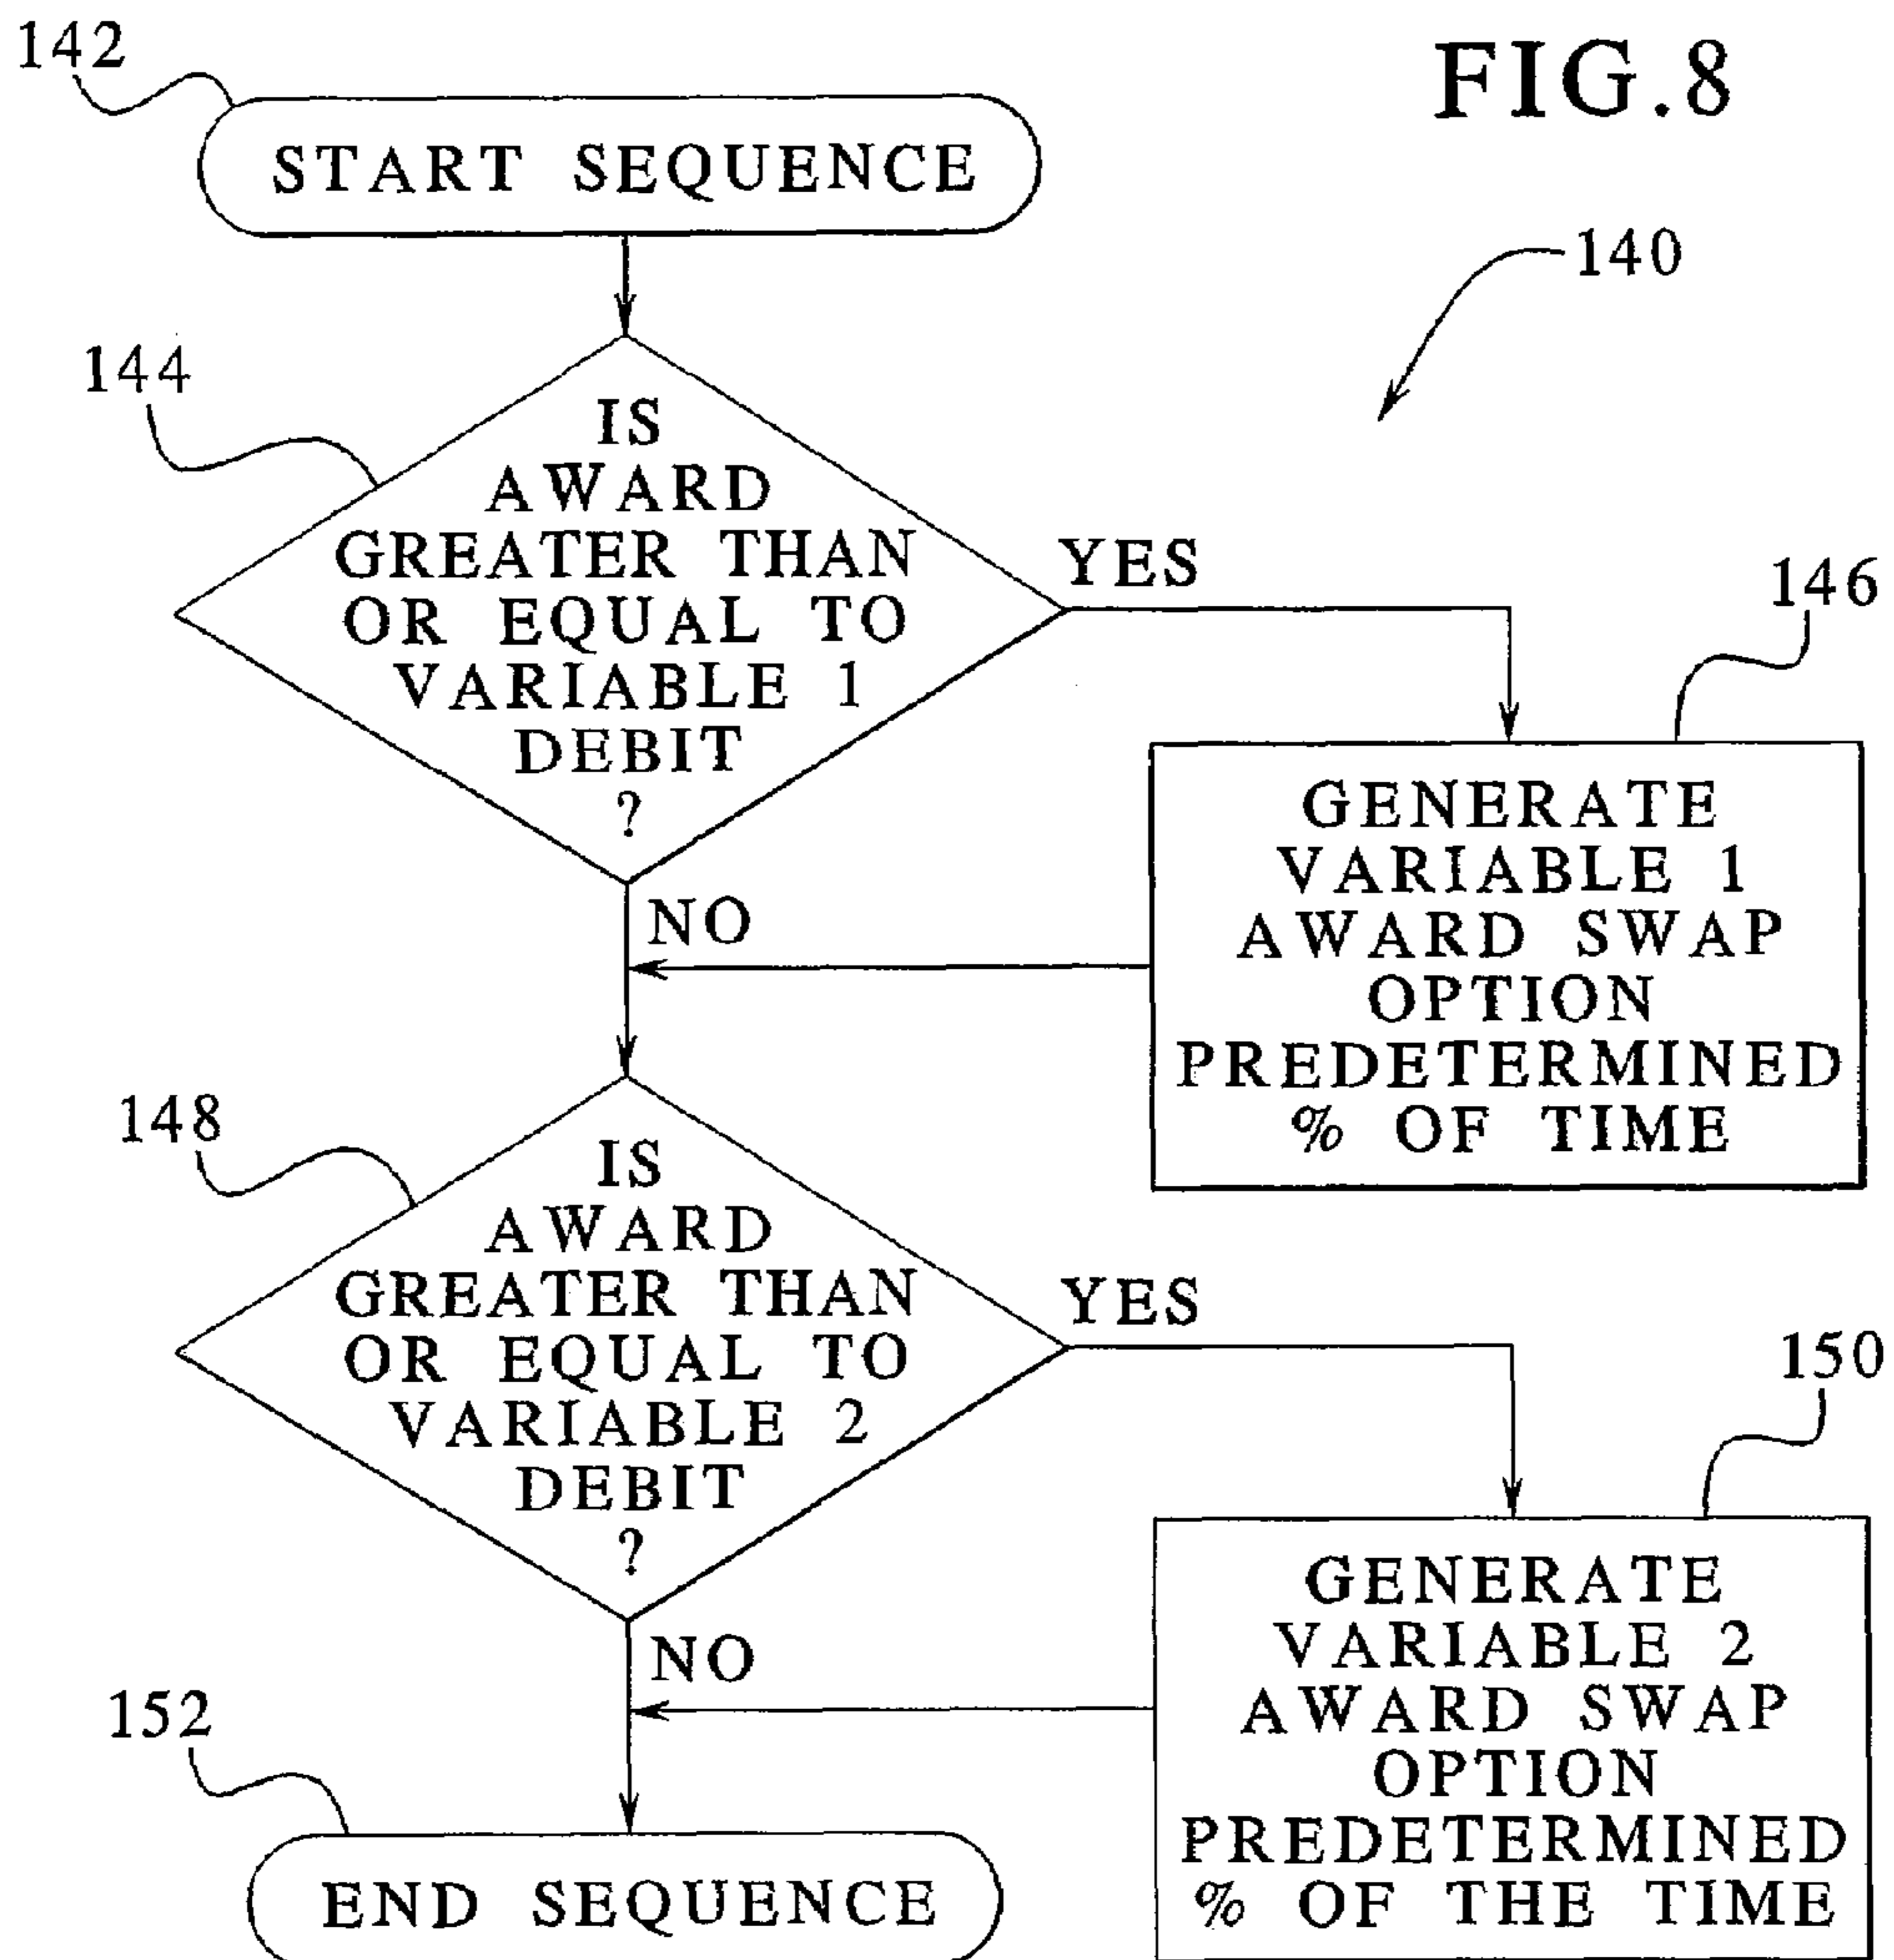 FIG.8
142
START SEQUENCE
140
144
IS
AWARD
GREATER THAN
OR EQUAL TO
VARIABLE 1
DEBIT
?
YES
146
GENERATE
VARIABLE 1
AWARD SWAP
OPTION
PREDETERMINED
% OF TIME
NO
148
IS
AWARD
GREATER THAN
OR EQUAL TO
VARIABLE 2
DEBIT
?
YES
150
GENERATE
VARIABLE 2
AWARD SWAP
OPTION
PREDETERMINED
% OF THE TIME
NO
152
END SEQUENCE